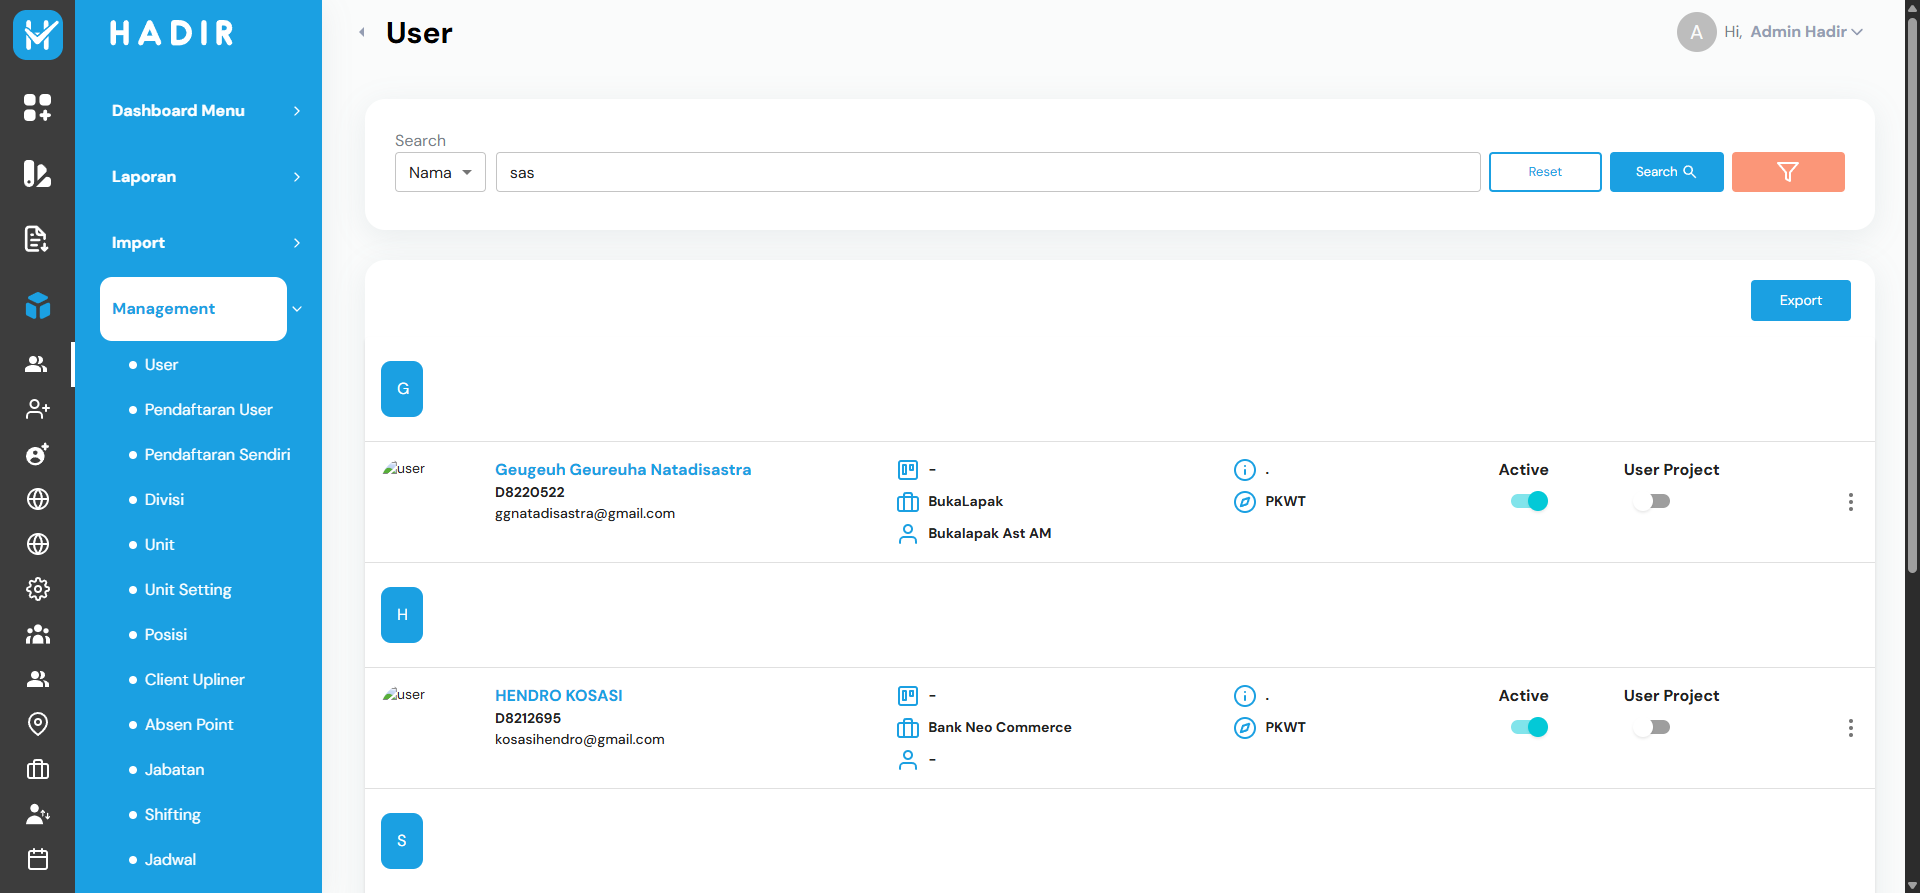 HADIR
Dashboard Menu
Laporan
Import
Management
User
Pendaftaran User
Pendaftaran Sendiri
Divisi
Unit
Unit Setting
Posisi
Client Upliner
Absen Point
Jabatan
Shifting
Jadwal
User
A Hi, Admin Hadir
Search
Nama sas Reset Search
Export
G
user
Geugeuh Geureuha Natadisastra
D8220522
ggnatadisastra@gmail.com
-
BukaLapak
Bukalapak Ast AM
.
PKWT
Active
User Project
H
user
HENDRO KOSASI
D8212695
kosasihendro@gmail.com
-
Bank Neo Commerce
-
.
PKWT
Active
User Project
S